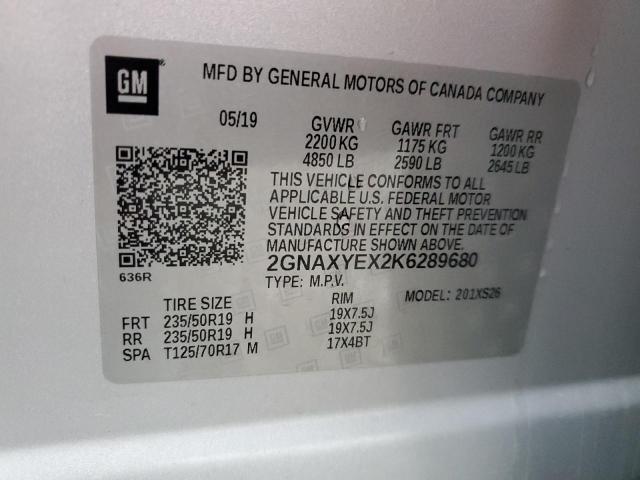 GM
MFD BY GENERAL MOTORS OF CANADA COMPANY
05/19 GVWR GAWR FRT GAWR RR
2200 KG 1175 KG 1200 KG
4850 LB 2590 LB 2645 LB
THIS VEHICLE CONFORMS TO ALL
APPLICABLE U.S. FEDERAL MOTOR
VEHICLE SAFETY AND THEFT PREVENTION
STANDARDS IN EFFECT ON THE DATE OF
MANUFACTURE SHOWN ABOVE.
2GNAXYEX2K6289680
636R TYPE: M.P.V. MODEL: 201XS26
TIRE SIZE RIM
FRT 235/50R19 H 19X7.5J
RR 235/50R19 H 19X7.5J
SPA T125/70R17 M 17X4BT